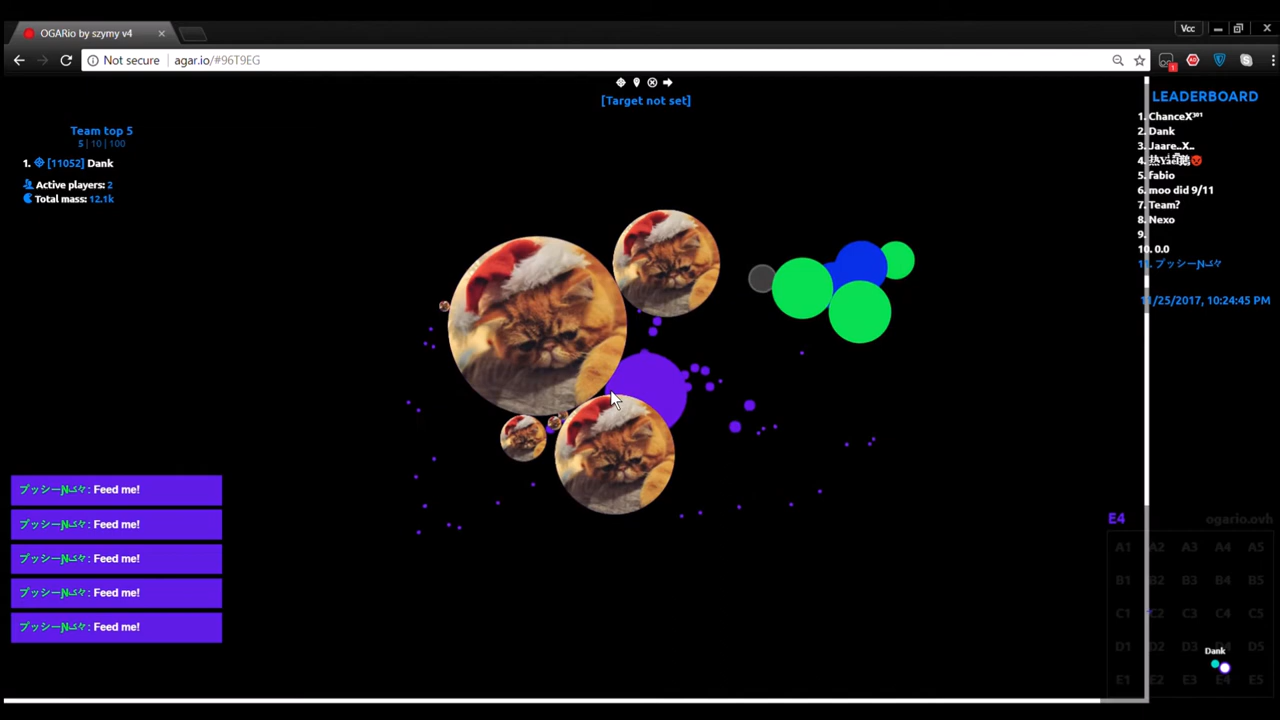 OGARio by szymy v4
Vcc
Not secure
agar.io/#96T9EG
[Target not set]
Team top 5
5 | 10 | 100
1. [11052] Dank
Active players: 2
Total mass: 12.1k
LEADERBOARD
1. ChanceX³⁰¹
2. Dank
3. Jaare..X..
4.
5. fabio
6. moo did 9/11
7. Team?
8. Nexo
9.
10. 0.0
11/25/2017, 10:24:45 PM
Feed me!
Feed me!
Feed me!
Feed me!
Feed me!
E4
ogario.ovh
A1 A2 A3 A4 A5
B1 B2 B3 B4 B5
C1 C2 C3 C4 C5
D1 D2 D3 D4 D5
Dank
E1 E2 E3 E4 E5